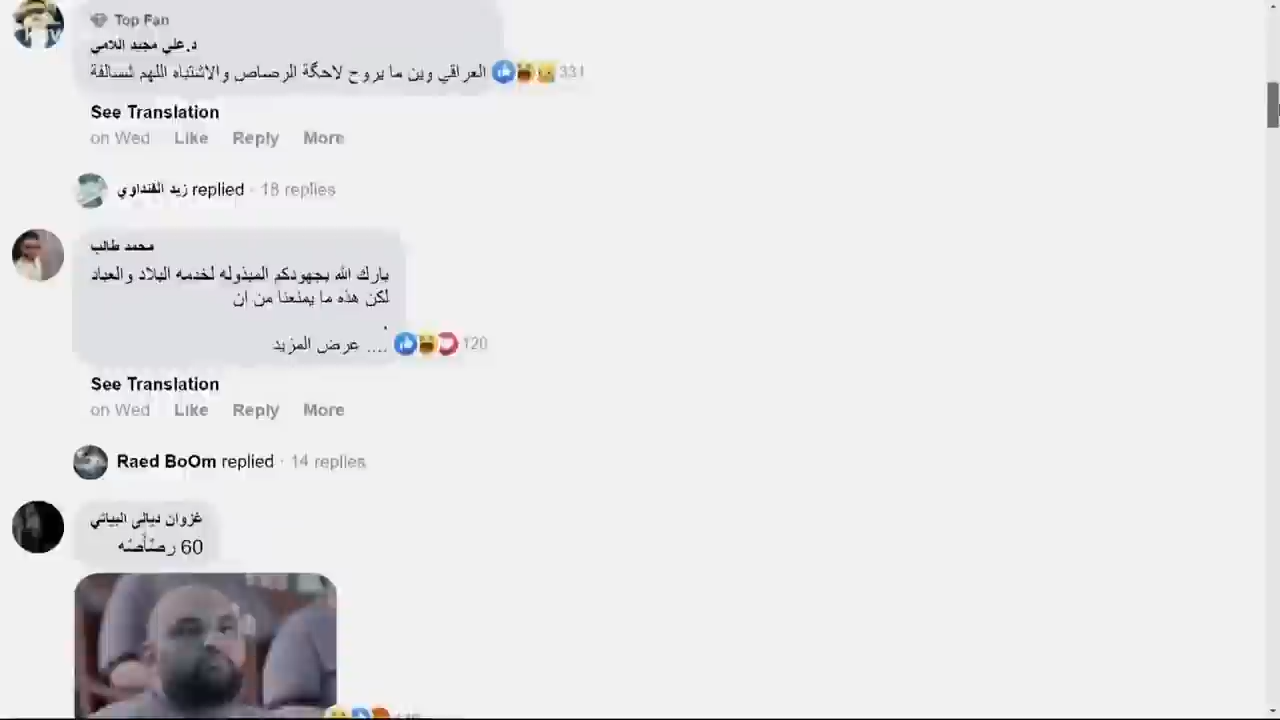 Top Fan
د.علي مجيد اللامي
العراقي وين ما يروح لاحگة الرصاص والاشتباه اللهم لسالفة
331
See Translation
on Wed Like Reply More
زيد الفنداوي replied · 18 replies
محمد طالب
بارك الله بجهودكم المبذوله لخدمه البلاد والعباد
لكن هذه ما يمنعنا من ان
.
.... عرض المزيد
120
See Translation
on Wed Like Reply More
Raed BoOm replied · 14 replies
غزوان ديالى البياتي
60 رصأصه